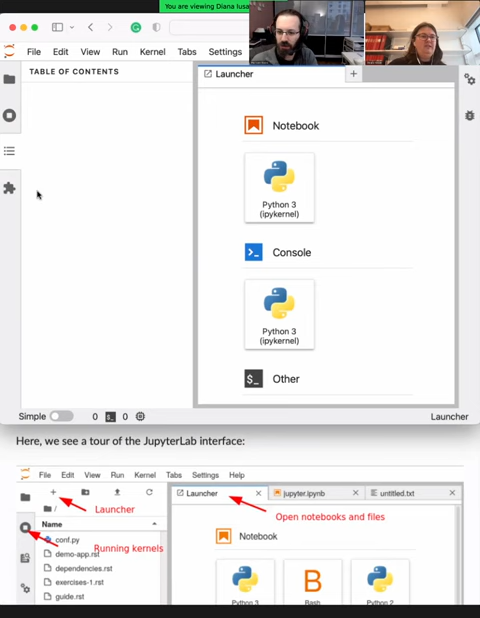 You are viewing Diana Iusa
File Edit View Run Kernel Tabs Settings
TABLE OF CONTENTS
Launcher
Notebook
Python 3
(ipykernel)
Console
Python 3
(ipykernel)
$_ Other
Simple 0 0 Launcher
Here, we see a tour of the JupyterLab interface:
File Edit View Run Kernel Tabs Settings Help
Launcher jupyter.ipynb untitled.txt
Launcher
Open notebooks and files
/
Name
Notebook
conf.py
Running kernels
demo-app.rst
dependencies.rst
exercises-1.rst
guide.rst
B
Python 3 Bash Python 2